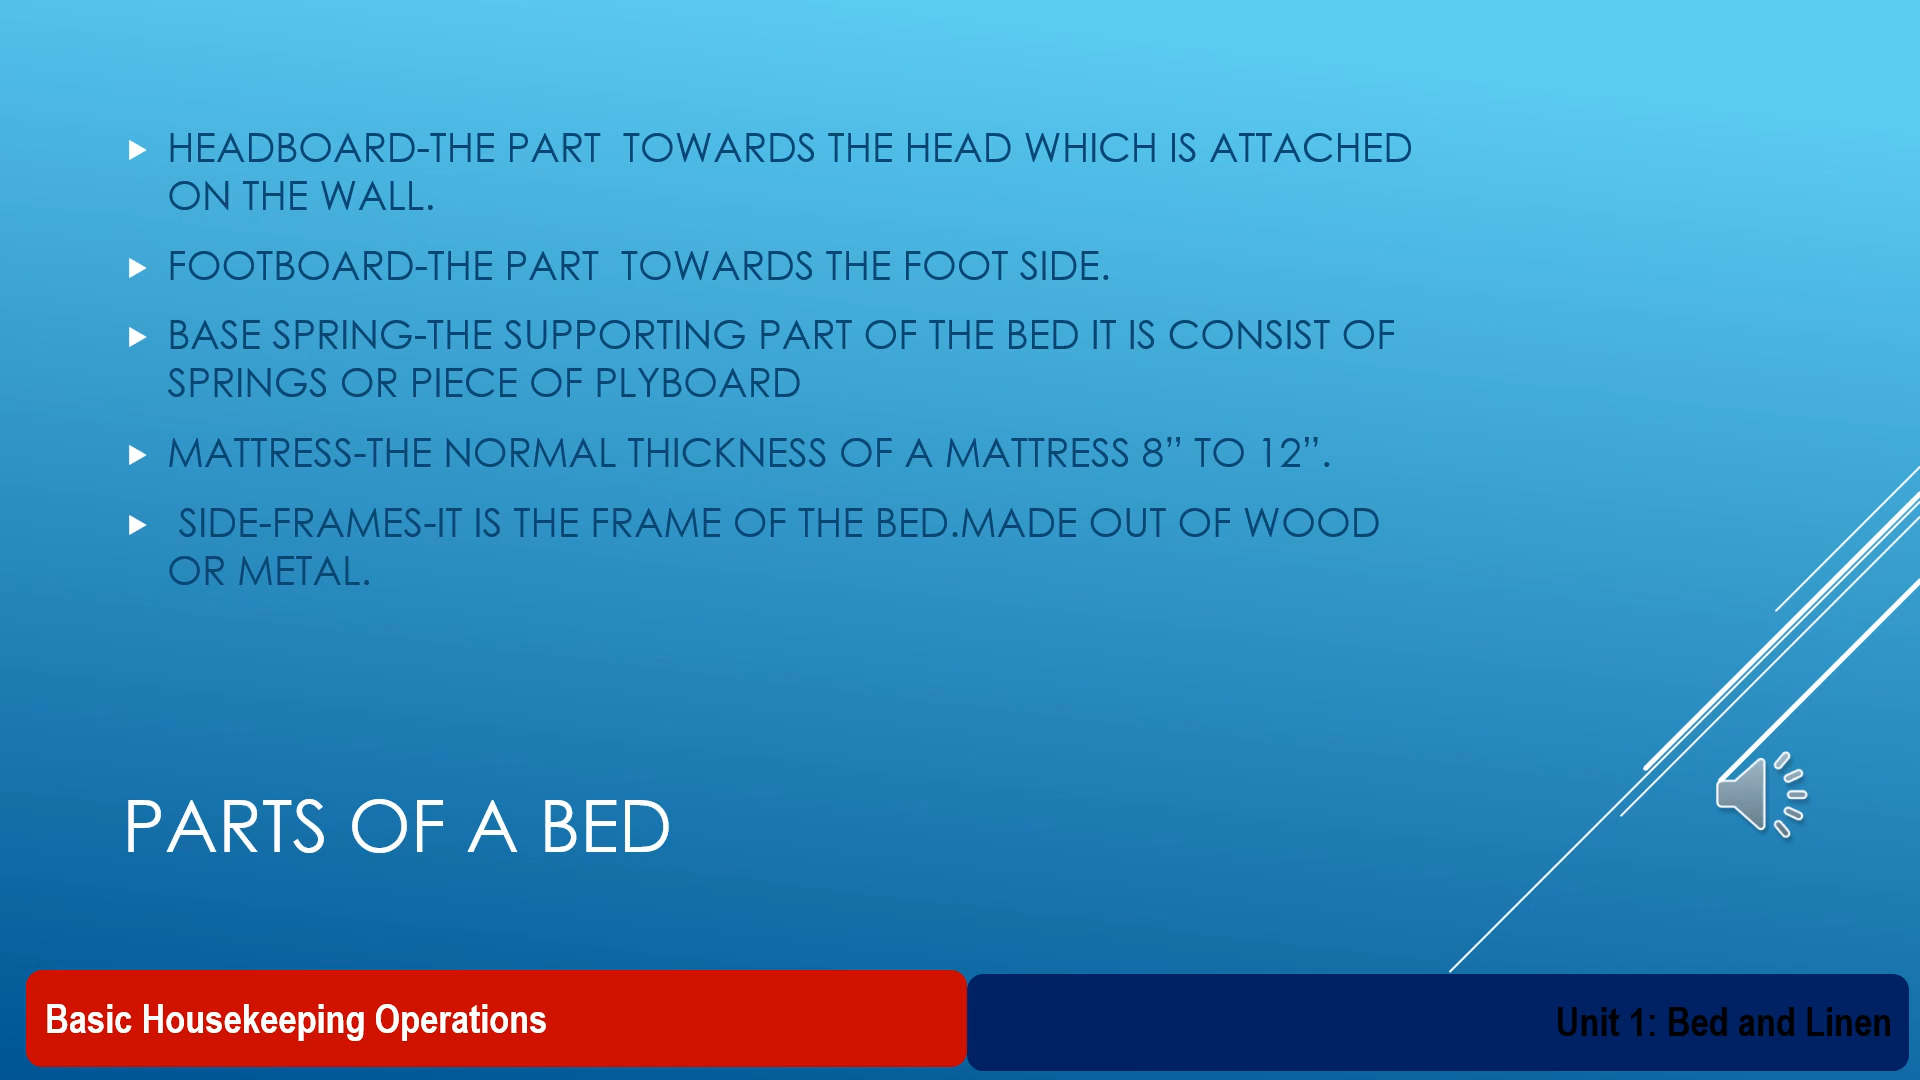 HEADBOARD-THE PART  TOWARDS THE HEAD WHICH IS ATTACHED
ON THE WALL.
FOOTBOARD-THE PART  TOWARDS THE FOOT SIDE.
BASE SPRING-THE SUPPORTING PART OF THE BED IT IS CONSIST OF
SPRINGS OR PIECE OF PLYBOARD
MATTRESS-THE NORMAL THICKNESS OF A MATTRESS 8” TO 12”.
SIDE-FRAMES-IT IS THE FRAME OF THE BED.MADE OUT OF WOOD
OR METAL.
PARTS OF A BED
Basic Housekeeping Operations
Unit 1: Bed and Linen